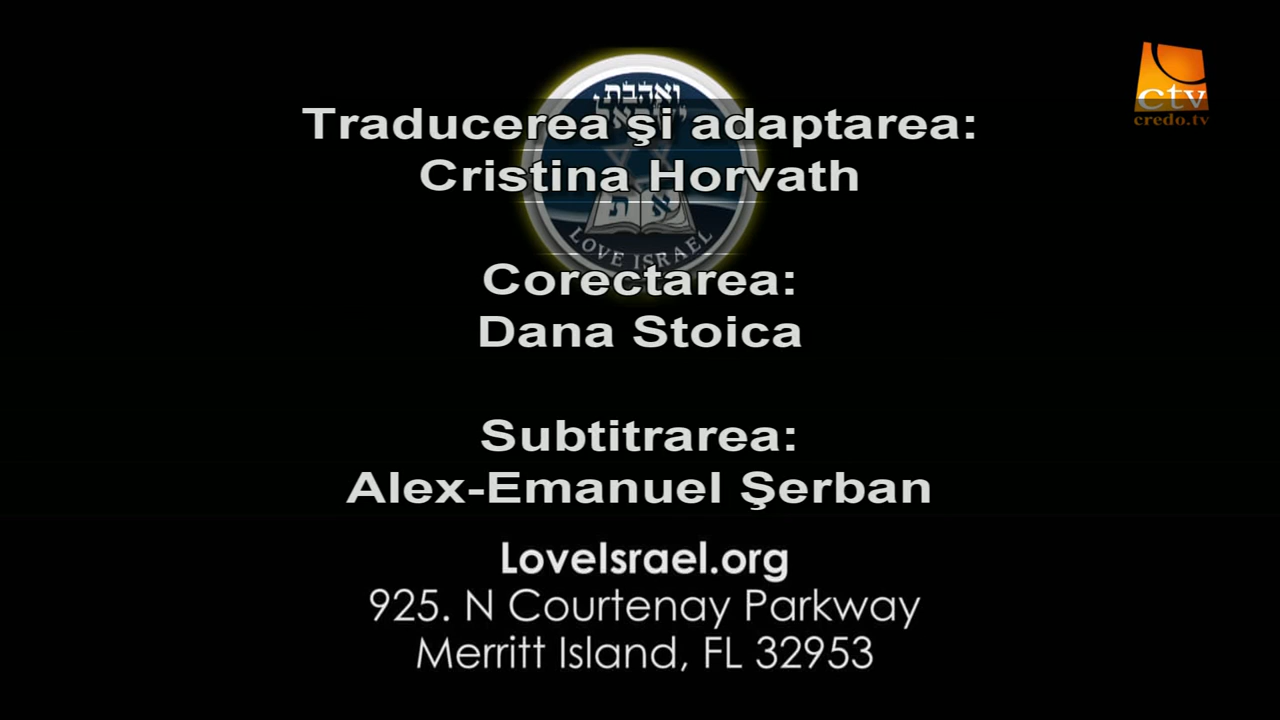 ctv
credo.tv
ואהבת
Traducerea şi adaptarea:
Cristina Horvath
ת א
LOVE ISRAEL
Corectarea:
Dana Stoica
Subtitrarea:
Alex-Emanuel Şerban
LoveIsrael.org
925. N Courtenay Parkway
Merritt Island, FL 32953